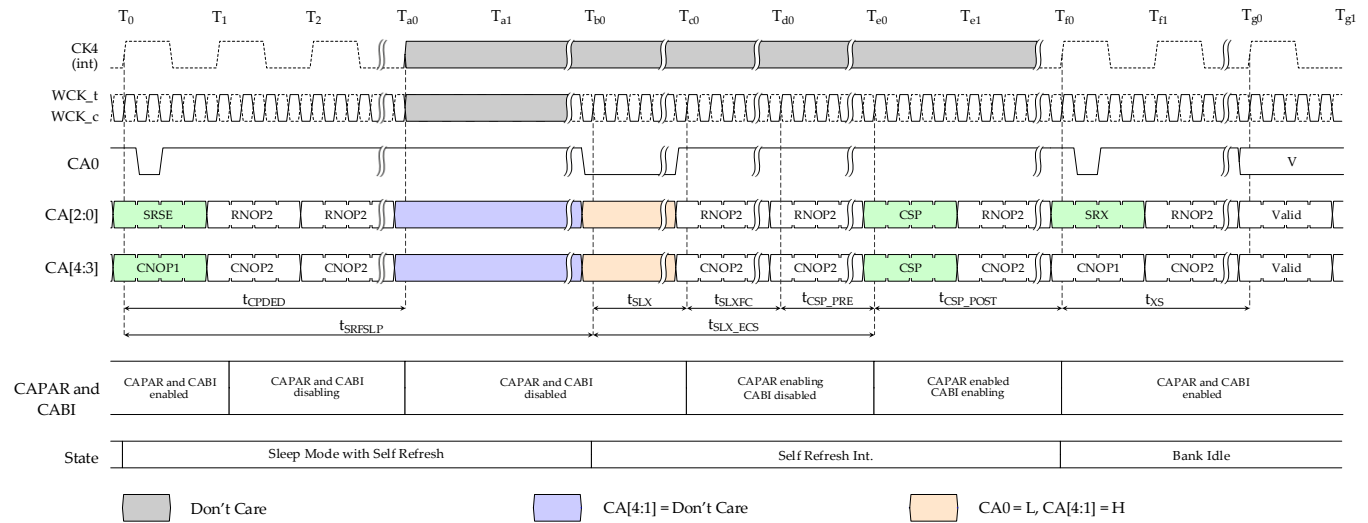 T0 T1 T2 Ta0 Ta1 Tb0 Tc0 Td0 Te0 Te1 Tf0 Tf1 Tg0 Tg1
CK4
(int)
WCK_t
WCK_c
CA0
V
CA[2:0]
SRSE RNOP2 RNOP2 RNOP2 RNOP2 CSP RNOP2 SRX RNOP2 Valid
CA[4:3]
CNOP1 CNOP2 CNOP2 CNOP2 CNOP2 CSP CNOP2 CNOP1 CNOP2 Valid
tCPDED tSLX tSLXFC tCSP_PRE tCSP_POST tXS
tSRFSLP tSLX_ECS
CAPAR and
CABI
CAPAR and CABI
enabled
CAPAR and CABI
disabling
CAPAR and CABI
disabled
CAPAR enabling
CABI disabled
CAPAR enabled
CABI enabling
CAPAR and CABI
enabled
State
Sleep Mode with Self Refresh
Self Refresh Int.
Bank Idle
Don't Care
CA[4:1] = Don't Care
CA0 = L, CA[4:1] = H